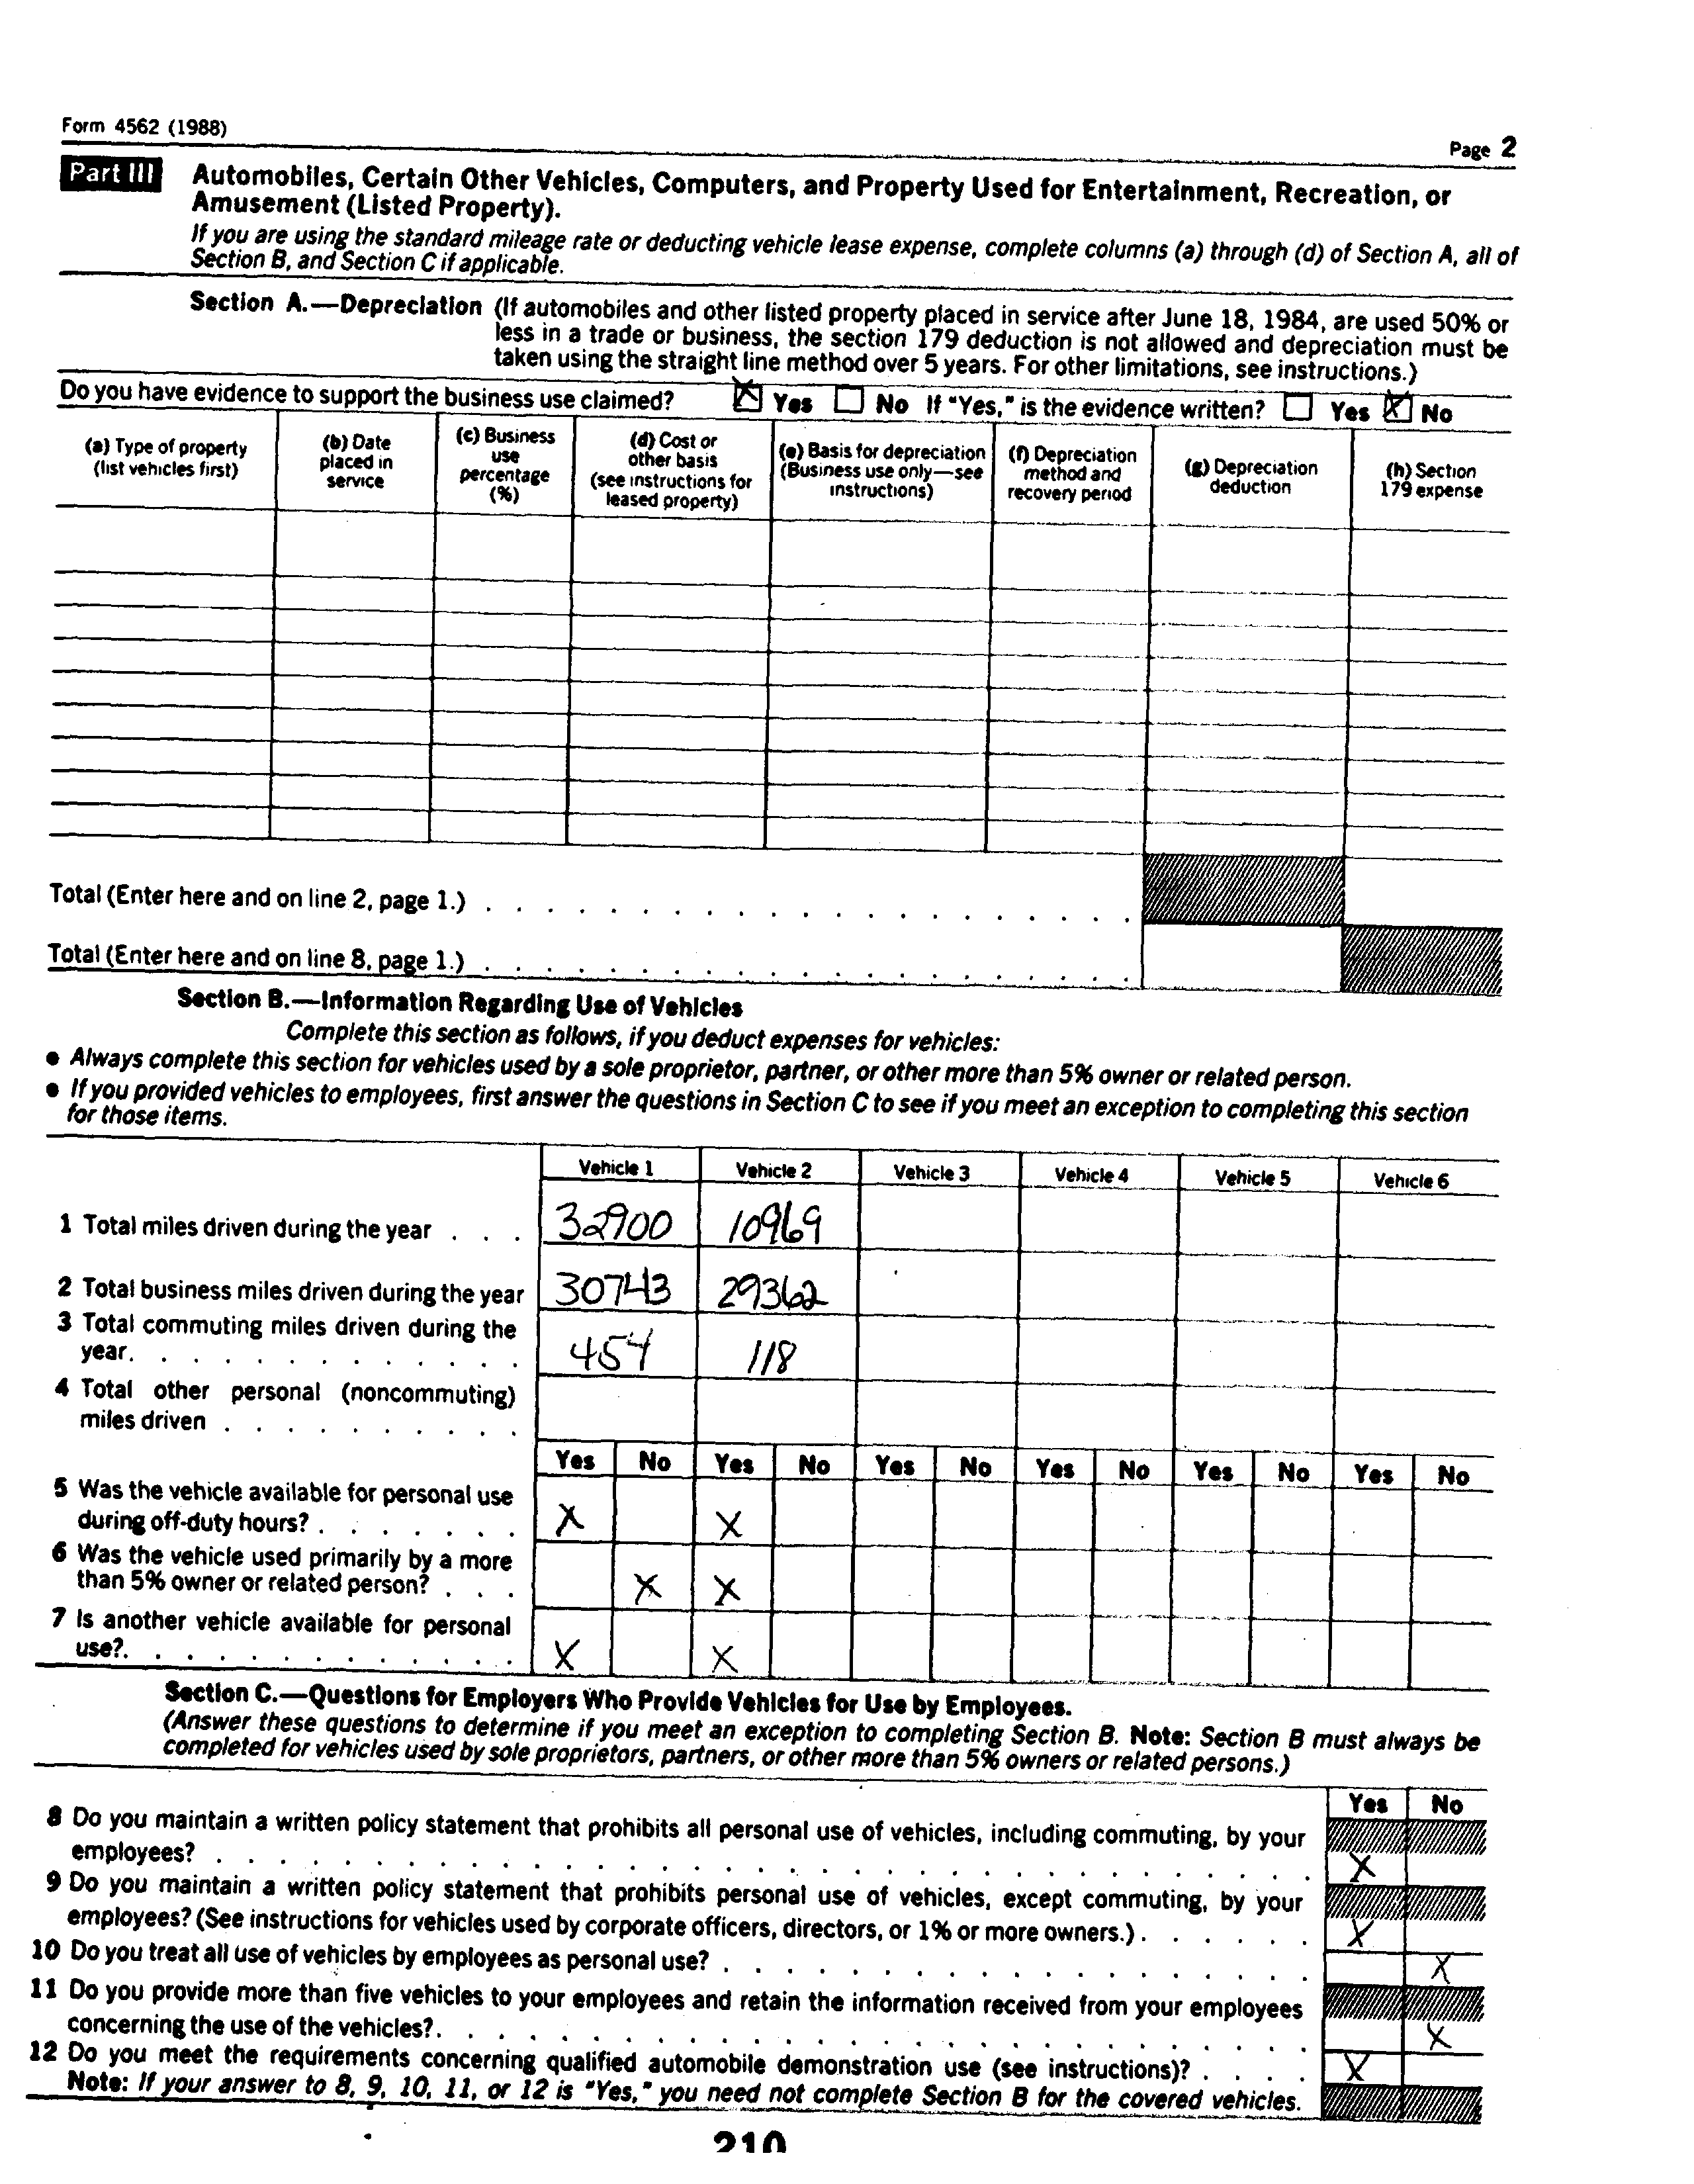 Form 4562 (1988)
Page 2
Part III Automobiles, Certain Other Vehicles, Computers, and Property Used for Entertainment, Recreation, or
Amusement (Listed Property).
If you are using the standard mileage rate or deducting vehicle lease expense, complete columns (a) through (d) of Section A, all of
Section B, and Section C if applicable.
Section A.—Depreciation (If automobiles and other listed property placed in service after June 18, 1984, are used 50% or
less in a trade or business, the section 179 deduction is not allowed and depreciation must be
taken using the straight line method over 5 years. For other limitations, see instructions.)
Do you have evidence to support the business use claimed? X Yes No If "Yes," is the evidence written? Yes X No
(a) Type of property
(list vehicles first)
(b) Date
placed in
service
(c) Business
use
percentage
(%)
(d) Cost or
other basis
(see instructions for
leased property)
(e) Basis for depreciation
(Business use only—see
instructions)
(f) Depreciation
method and
recovery period
(g) Depreciation
deduction
(h) Section
179 expense
Total (Enter here and on line 2, page 1.) . . . . . . . . . . . . . . . . . . . . .
Total (Enter here and on line 8, page 1.) . . . . . . . . . . . . . . . . . . . . .
Section B.—Information Regarding Use of Vehicles
Complete this section as follows, if you deduct expenses for vehicles:
● Always complete this section for vehicles used by a sole proprietor, partner, or other more than 5% owner or related person.
● If you provided vehicles to employees, first answer the questions in Section C to see if you meet an exception to completing this section
for those items.
Vehicle 1 Vehicle 2 Vehicle 3 Vehicle 4 Vehicle 5 Vehicle 6
1 Total miles driven during the year . . . 32900 10969
2 Total business miles driven during the year 30743 29362
3 Total commuting miles driven during the
year. . . . . . . . . . . . . 454 118
4 Total other personal (noncommuting)
miles driven . . . . . . . . . .
Yes No Yes No Yes No Yes No Yes No Yes No
5 Was the vehicle available for personal use
during off-duty hours? . . . . . . . X X
6 Was the vehicle used primarily by a more
than 5% owner or related person? . . . X X
7 Is another vehicle available for personal
use?. . . . . . . . . . . . . X X
Section C.—Questions for Employers Who Provide Vehicles for Use by Employees.
(Answer these questions to determine if you meet an exception to completing Section B. Note: Section B must always be
completed for vehicles used by sole proprietors, partners, or other more than 5% owners or related persons.)
Yes No
8 Do you maintain a written policy statement that prohibits all personal use of vehicles, including commuting, by your
employees? . . . . . . . . . . . . . . . . . . . . . . . . . . . . . . . . . . X
9 Do you maintain a written policy statement that prohibits personal use of vehicles, except commuting, by your
employees? (See instructions for vehicles used by corporate officers, directors, or 1% or more owners.) . . . . . . X
10 Do you treat all use of vehicles by employees as personal use? . . . . . . . . . . . . . . . . . . . X
11 Do you provide more than five vehicles to your employees and retain the information received from your employees
concerning the use of the vehicles?. . . . . . . . . . . . . . . . . . . . . . . . . . . . X
12 Do you meet the requirements concerning qualified automobile demonstration use (see instructions)? . . . . X
Note: If your answer to 8, 9, 10, 11, or 12 is "Yes," you need not complete Section B for the covered vehicles.
210